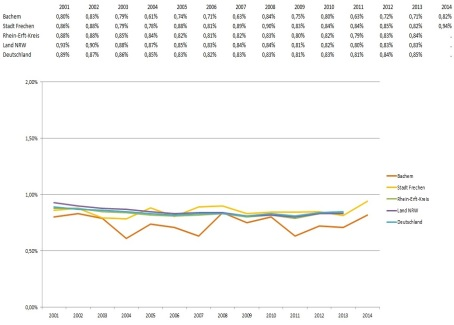 2001 2002 2003 2004 2005 2006 2007 2008 2009 2010 2011 2012 2013 2014
Bachem 0,80% 0,83% 0,79% 0,61% 0,74% 0,71% 0,63% 0,84% 0,75% 0,80% 0,63% 0,72% 0,71% 0,82%
Stadt Frechen 0,86% 0,88% 0,79% 0,78% 0,88% 0,81% 0,89% 0,90% 0,83% 0,84% 0,84% 0,85% 0,82% 0,94%
Rhein-Erft-Kreis 0,88% 0,88% 0,85% 0,84% 0,82% 0,81% 0,82% 0,83% 0,80% 0,82% 0,79% 0,83% 0,84% .
Land NRW 0,93% 0,90% 0,88% 0,87% 0,85% 0,83% 0,84% 0,84% 0,81% 0,82% 0,80% 0,83% 0,83% .
Deutschland 0,89% 0,87% 0,86% 0,85% 0,83% 0,82% 0,83% 0,83% 0,81% 0,83% 0,81% 0,84% 0,85% .
2,00%
1,50%
1,00%
0,50%
0,00%
2001 2002 2003 2004 2005 2006 2007 2008 2009 2010 2011 2012 2013 2014
Bachem
Stadt Frechen
Rhein-Erft-Kreis
Land NRW
Deutschland